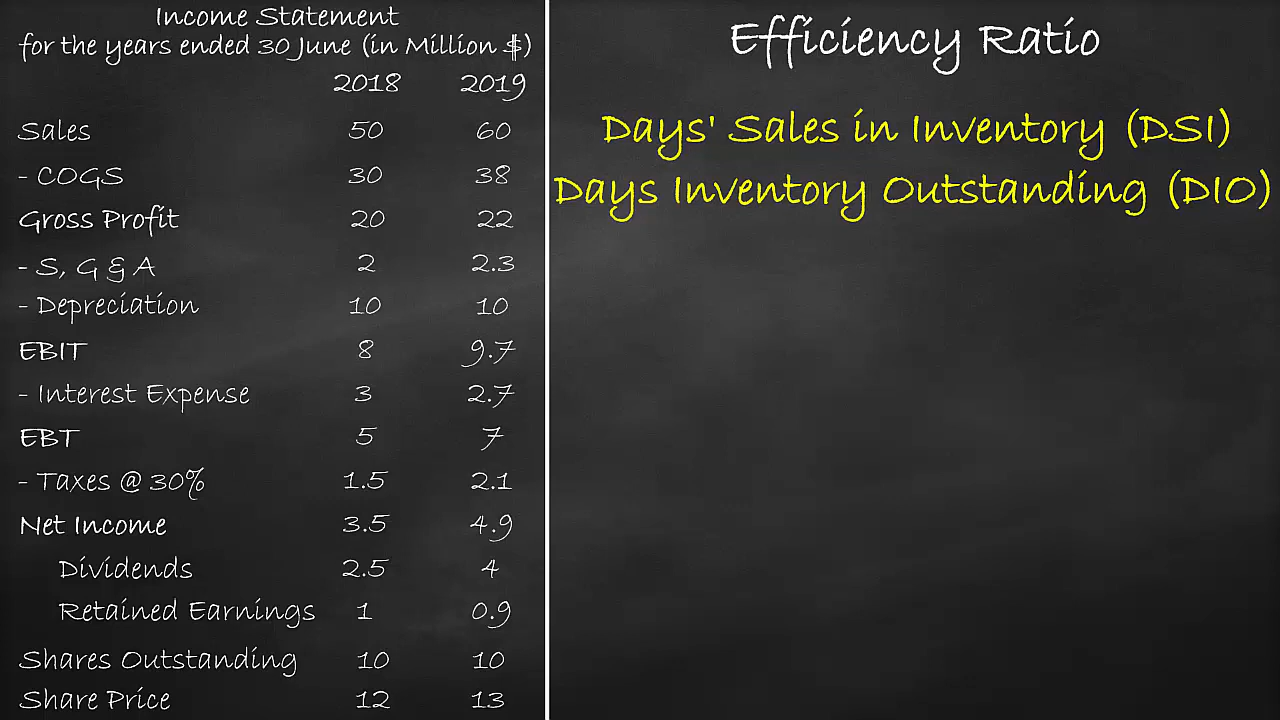 Income Statement
for the years ended 30 June (in Million $)
2018 2019
Sales 50 60
- COGS 30 38
Gross Profit 20 22
- S, G & A 2 2.3
- Depreciation 10 10
EBIT 8 9.7
- Interest Expense 3 2.7
EBT 5 7
- Taxes @ 30% 1.5 2.1
Net Income 3.5 4.9
Dividends 2.5 4
Retained Earnings 1 0.9
Shares Outstanding 10 10
Share Price 12 13
Efficiency Ratio
Days' Sales in Inventory (DSI)
Days Inventory Outstanding (DIO)